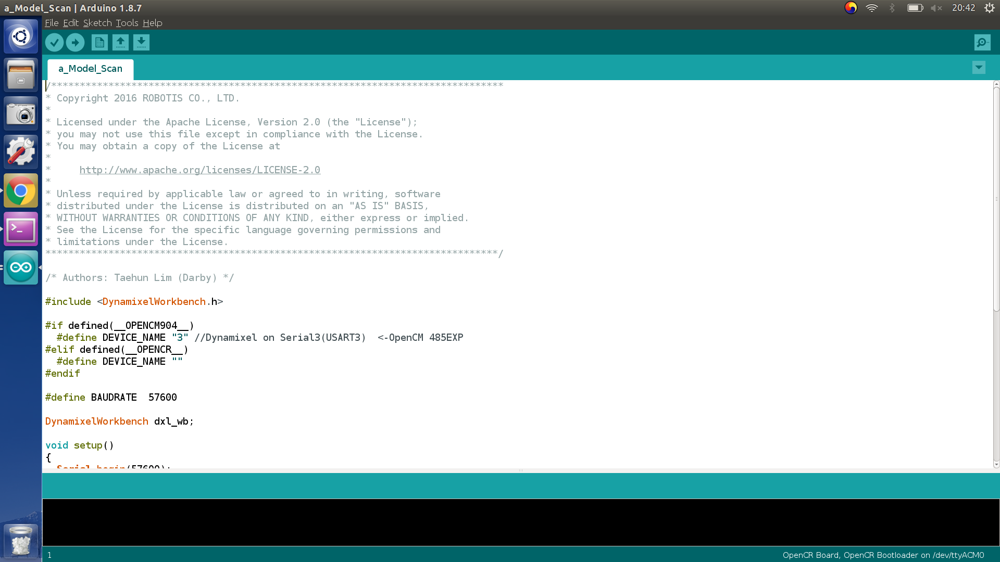 a_Model_Scan | Arduino 1.8.7
20:42
File Edit Sketch Tools Help
a_Model_Scan
/*******************************************************************************
* Copyright 2016 ROBOTIS CO., LTD.
*
* Licensed under the Apache License, Version 2.0 (the "License");
* you may not use this file except in compliance with the License.
* You may obtain a copy of the License at
*
*     http://www.apache.org/licenses/LICENSE-2.0
*
* Unless required by applicable law or agreed to in writing, software
* distributed under the License is distributed on an "AS IS" BASIS,
* WITHOUT WARRANTIES OR CONDITIONS OF ANY KIND, either express or implied.
* See the License for the specific language governing permissions and
* limitations under the License.
*******************************************************************************/
/* Authors: Taehun Lim (Darby) */
#include <DynamixelWorkbench.h>
#if defined(__OPENCM904__)
  #define DEVICE_NAME "3" //Dynamixel on Serial3(USART3)  <-OpenCM 485EXP
#elif defined(__OPENCR__)
  #define DEVICE_NAME ""
#endif
#define BAUDRATE  57600
DynamixelWorkbench dxl_wb;
void setup()
{
  Serial.begin(57600);
1
OpenCR Board, OpenCR Bootloader on /dev/ttyACM0